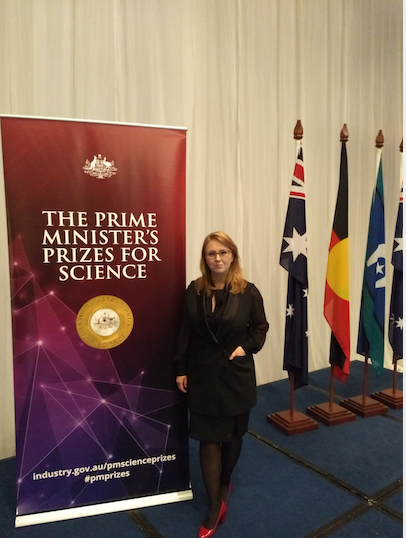 THE PRIME
MINISTER'S
PRIZES FOR
SCIENCE
industry.gov.au/pmscienceprizes
#pmprizes